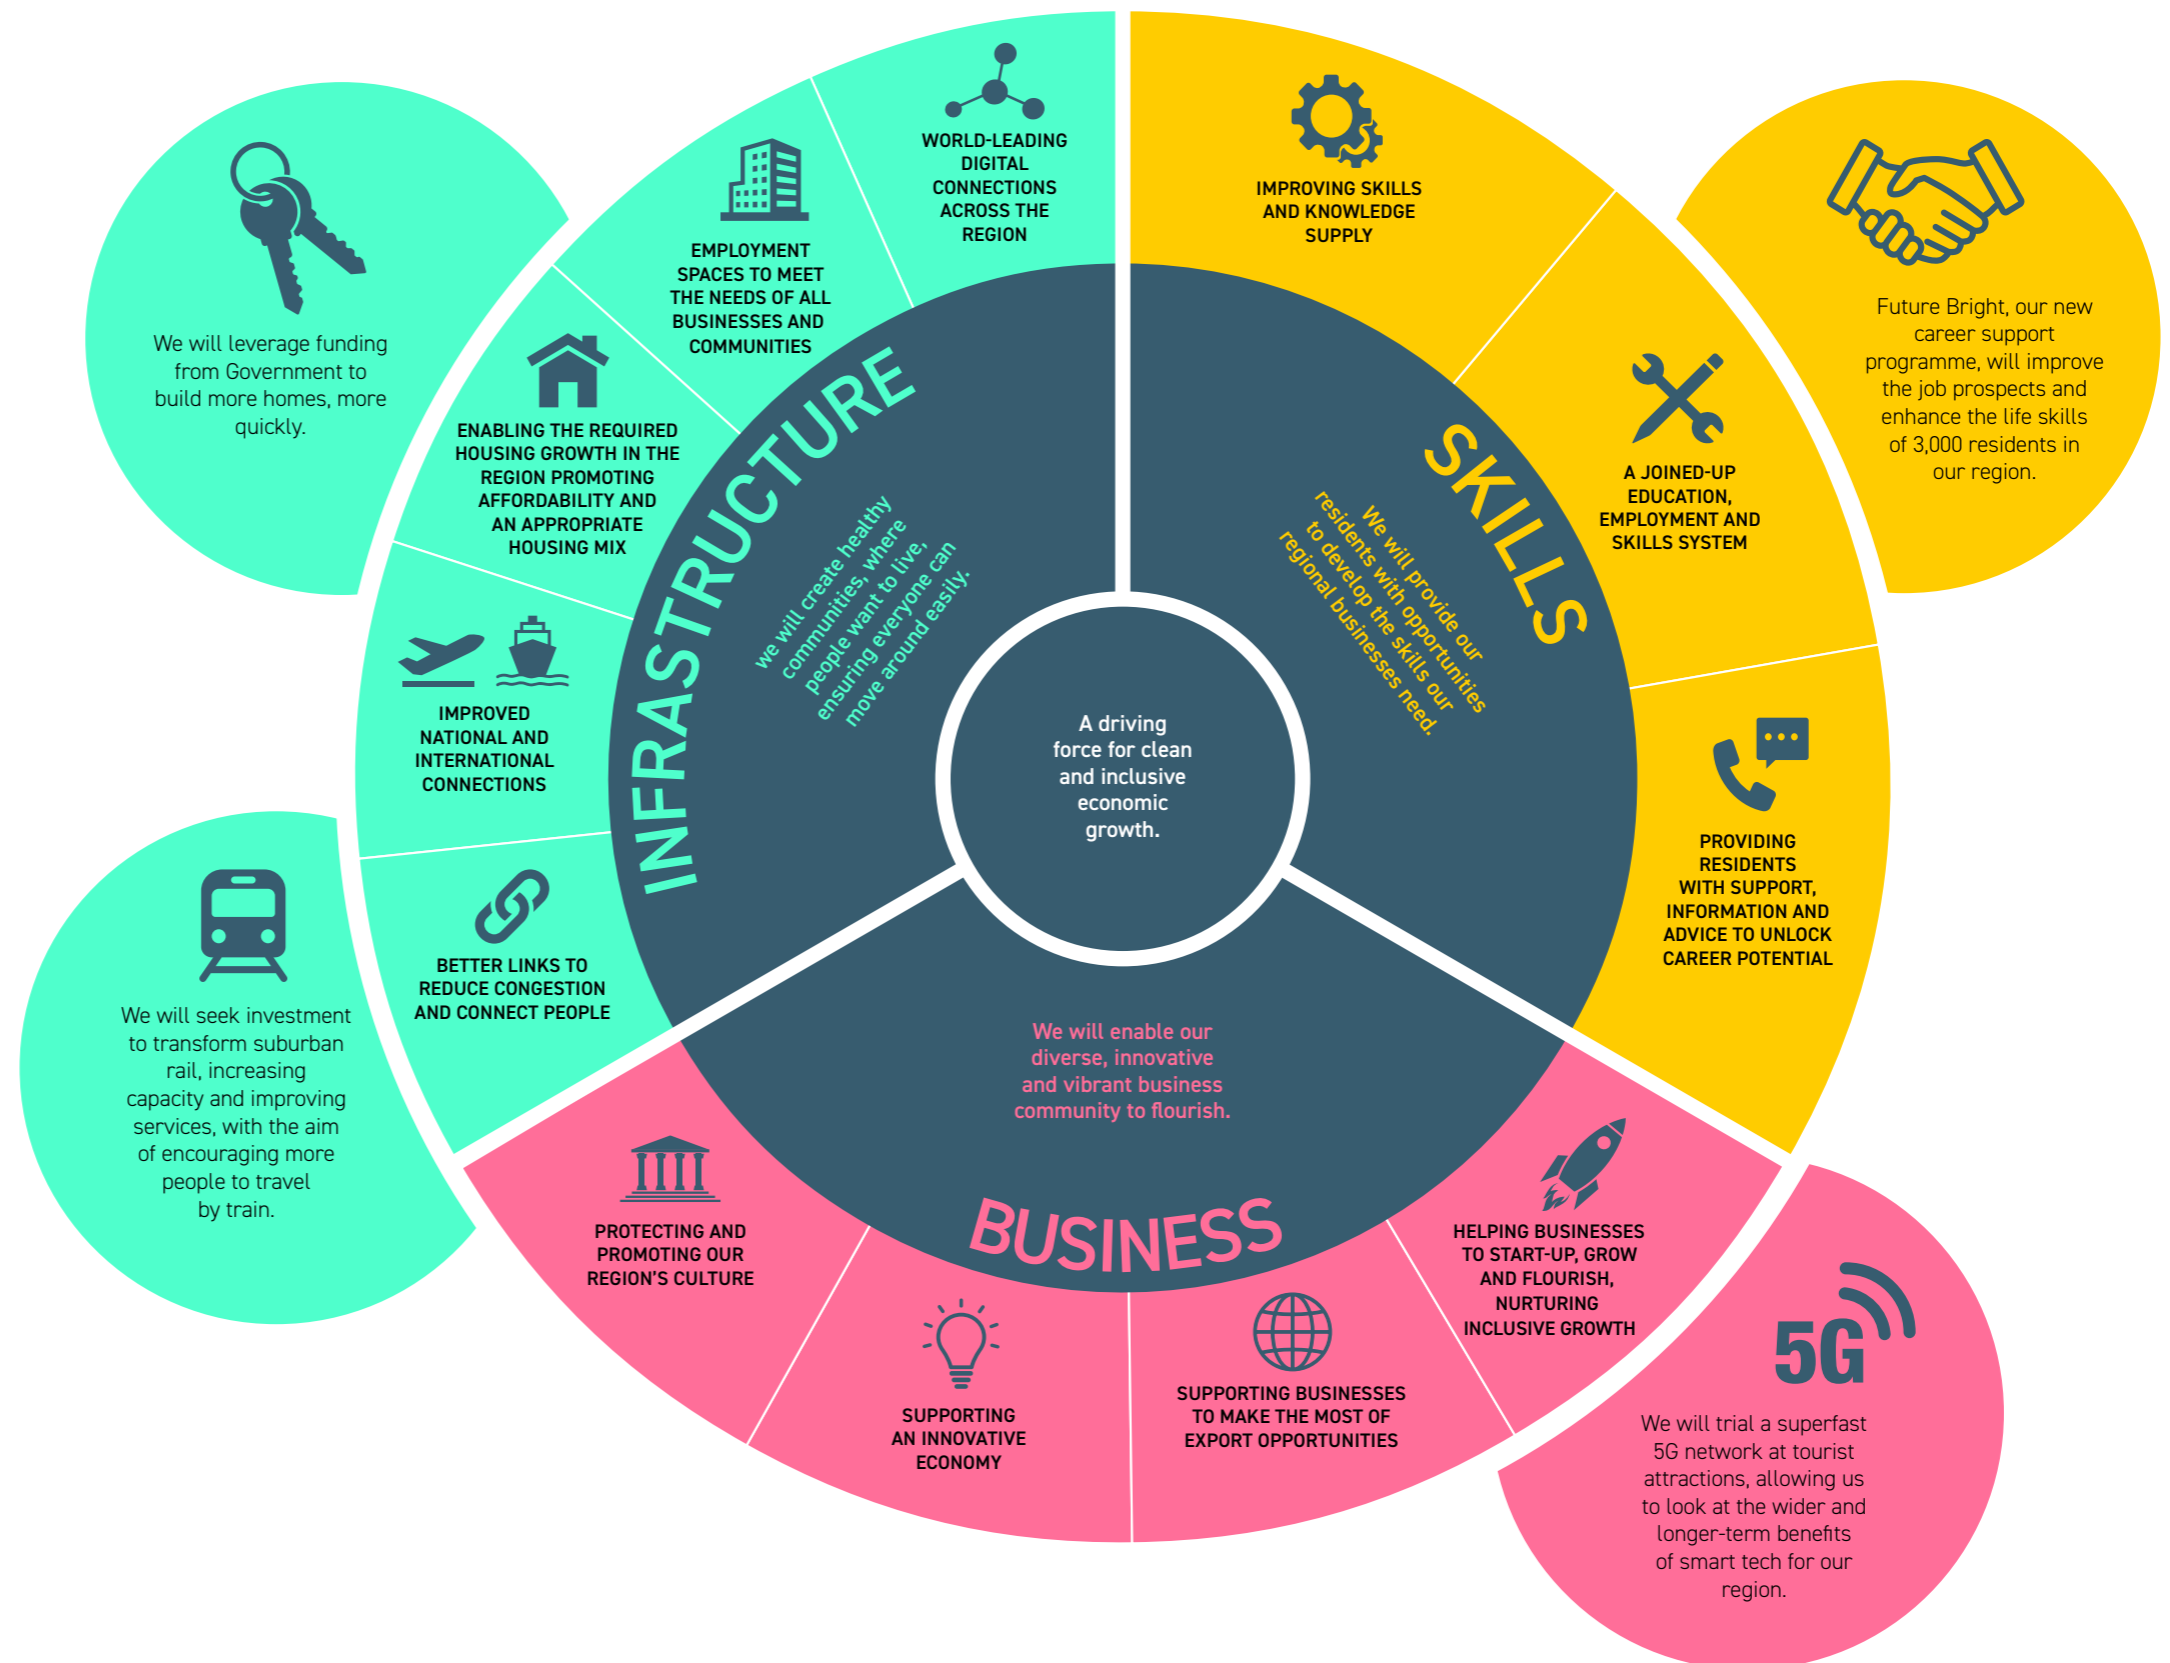 WORLD-LEADING
DIGITAL
CONNECTIONS
ACROSS THE
REGION
EMPLOYMENT
SPACES TO MEET
THE NEEDS OF ALL
BUSINESSES AND
COMMUNITIES
ENABLING THE REQUIRED
HOUSING GROWTH IN THE
REGION PROMOTING
AFFORDABILITY AND
AN APPROPRIATE
HOUSING MIX
IMPROVED
NATIONAL AND
INTERNATIONAL
CONNECTIONS
BETTER LINKS TO
REDUCE CONGESTION
AND CONNECT PEOPLE
We will leverage funding
from Government to
build more homes, more
quickly.
We will seek investment
to transform suburban
rail, increasing
capacity and improving
services, with the aim
of encouraging more
people to travel
by train.
INFRASTRUCTURE
we will create healthy
communities, where
people want to live,
ensuring everyone can
move around easily.
IMPROVING SKILLS
AND KNOWLEDGE
SUPPLY
A JOINED-UP
EDUCATION,
EMPLOYMENT AND
SKILLS SYSTEM
PROVIDING
RESIDENTS
WITH SUPPORT,
INFORMATION AND
ADVICE TO UNLOCK
CAREER POTENTIAL
Future Bright, our new
career support
programme, will improve
the job prospects and
enhance the life skills
of 3,000 residents in
our region.
SKILLS
We will provide our
residents with opportunities
to develop the skills our
regional businesses need.
A driving
force for clean
and inclusive
economic
growth.
We will enable our
diverse, innovative
and vibrant business
community to flourish.
BUSINESS
PROTECTING AND
PROMOTING OUR
REGION'S CULTURE
SUPPORTING
AN INNOVATIVE
ECONOMY
SUPPORTING BUSINESSES
TO MAKE THE MOST OF
EXPORT OPPORTUNITIES
HELPING BUSINESSES
TO START-UP, GROW
AND FLOURISH,
NURTURING
INCLUSIVE GROWTH
5G
We will trial a superfast
5G network at tourist
attractions, allowing us
to look at the wider and
longer-term benefits
of smart tech for our
region.